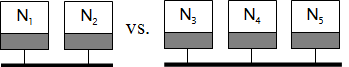 N₁ N₂ vs. N₃ N₄ N₅